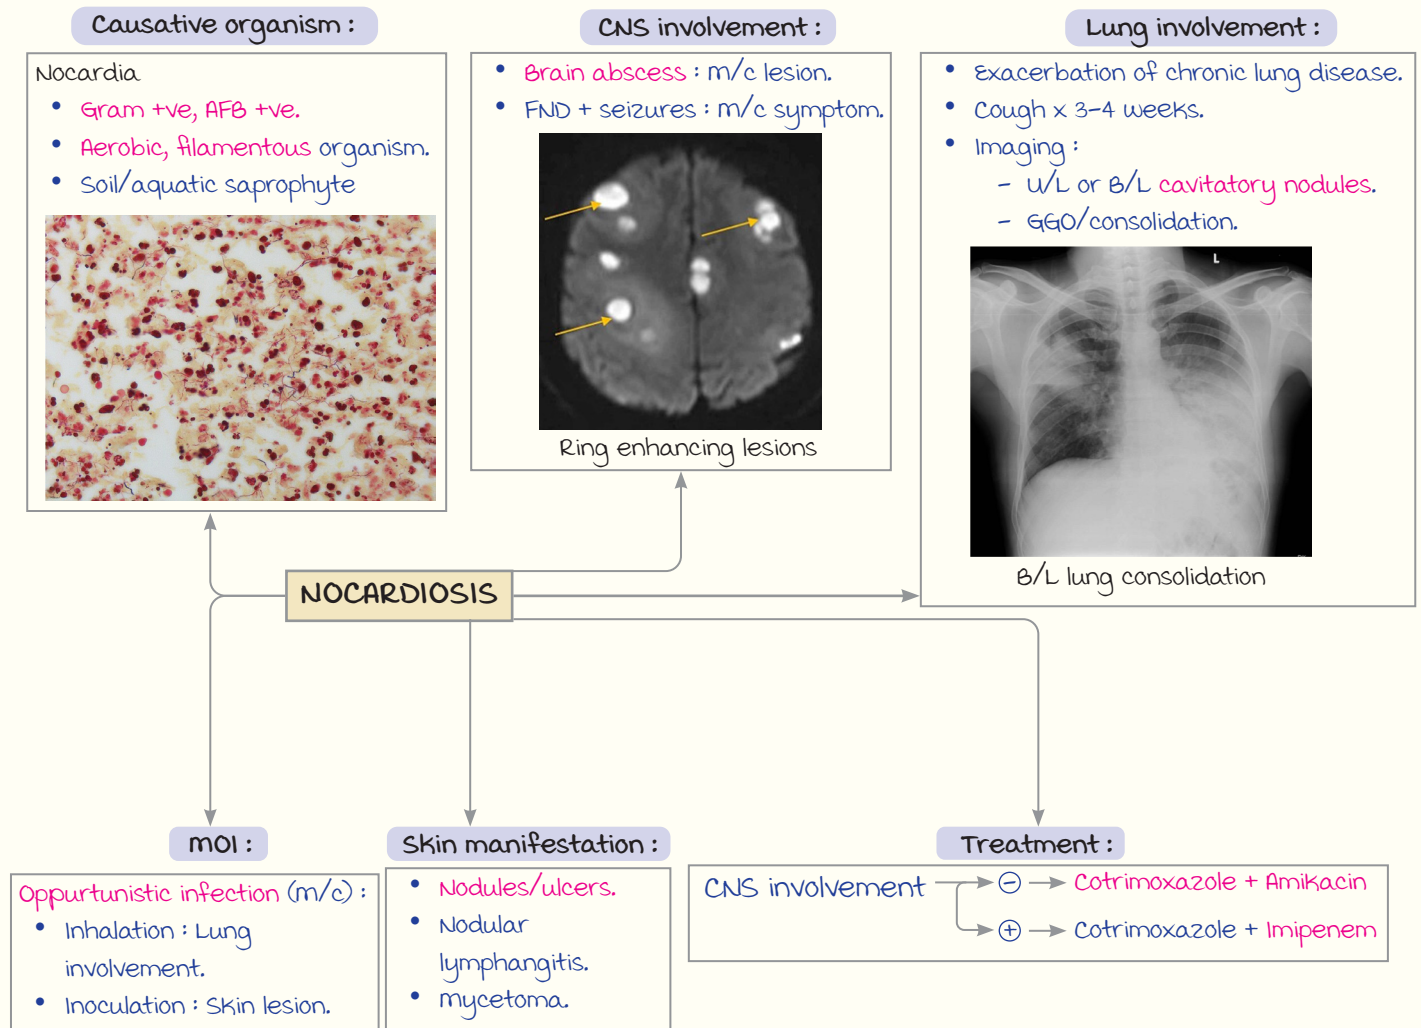 Causative organism :
Nocardia
• Gram +ve, AFB +ve.
• Aerobic, filamentous organism.
• Soil/aquatic saprophyte
CNS involvement :
• Brain abscess : m/c lesion.
• FND + seizures : m/c symptom.
Ring enhancing lesions
Lung involvement :
• Exacerbation of chronic lung disease.
• Cough x 3-4 weeks.
• Imaging :
- U/L or B/L cavitatory nodules.
- GGO/consolidation.
L
B/L lung consolidation
NOCARDIOSIS
MOI :
Oppurtunistic infection (m/c) :
• Inhalation : Lung
involvement.
• Inoculation : Skin lesion.
Skin manifestation :
• Nodules/ulcers.
• Nodular
lymphangitis.
• Mycetoma.
Treatment :
CNS involvement
- Cotrimoxazole + Amikacin
+ Cotrimoxazole + Imipenem